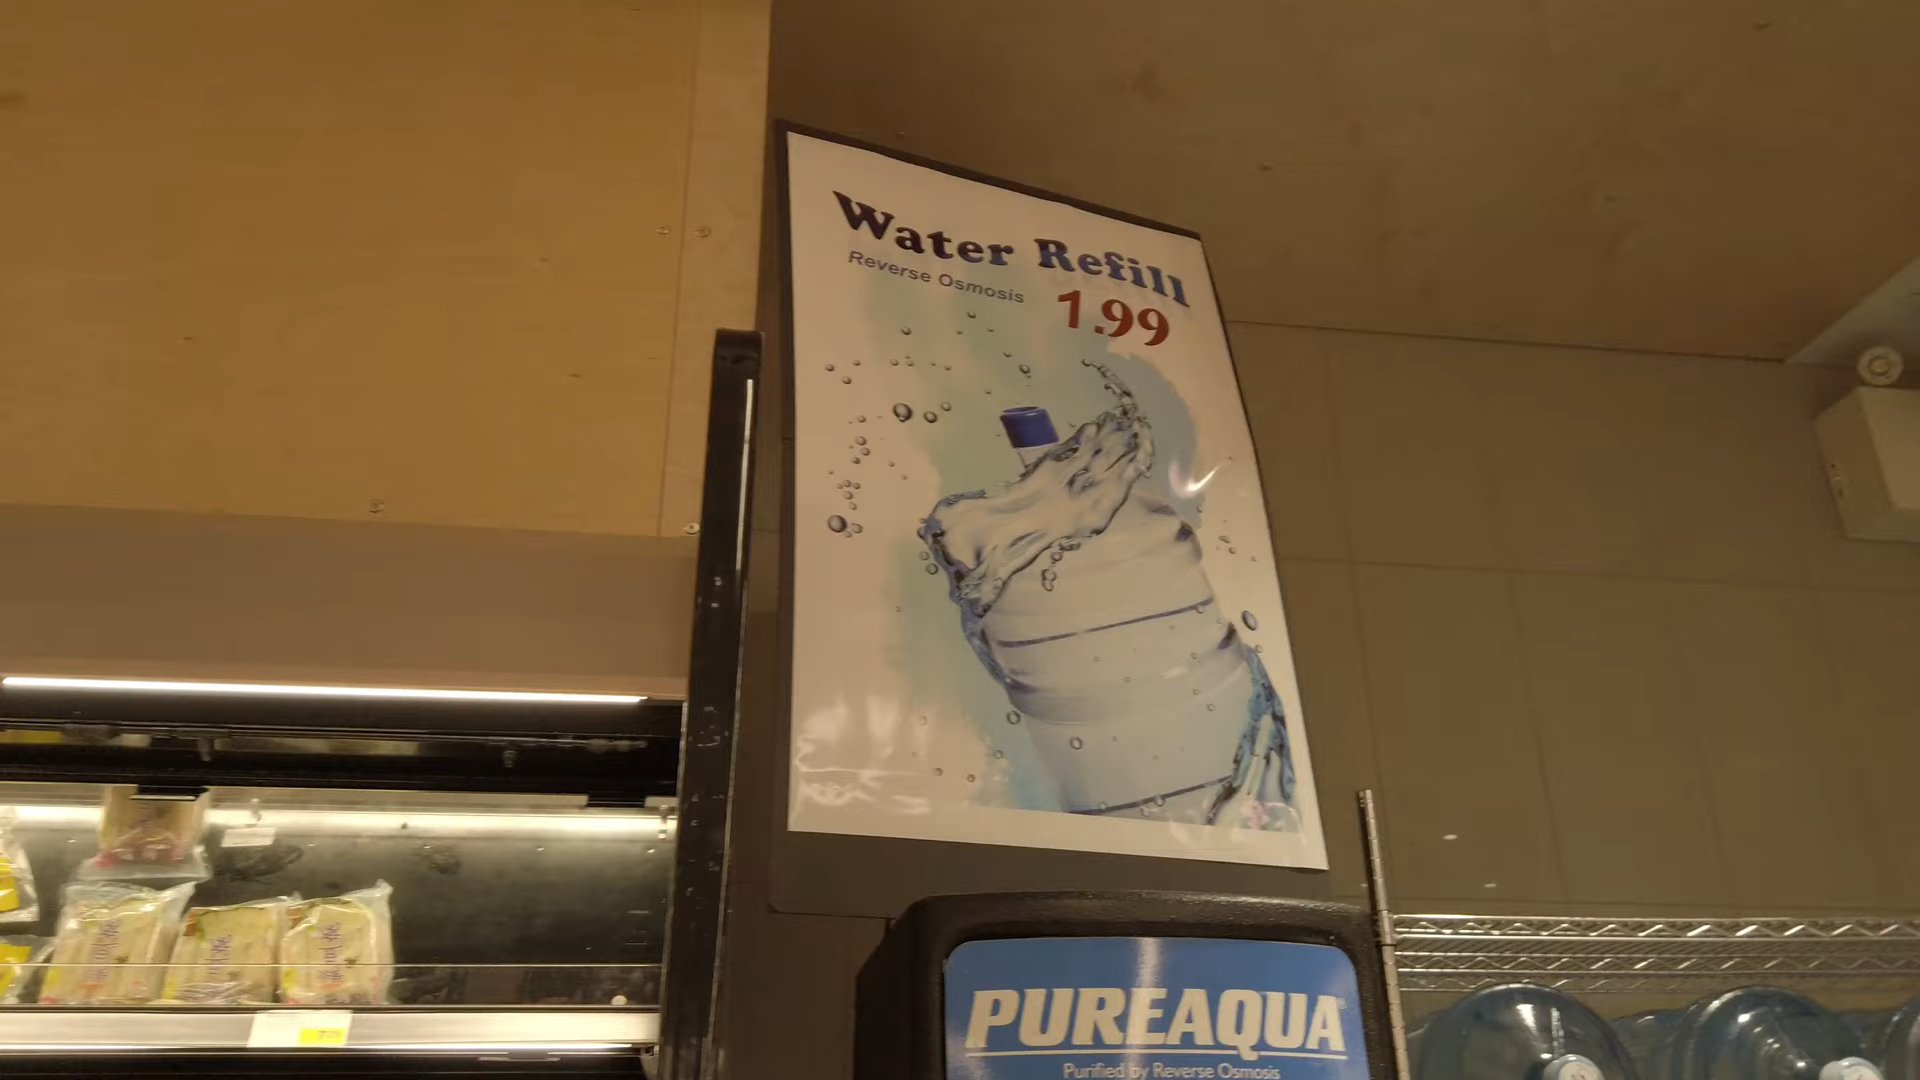 Water Refill
Reverse Osmosis
1.99
PUREAQUA
Purified by Reverse Osmosis